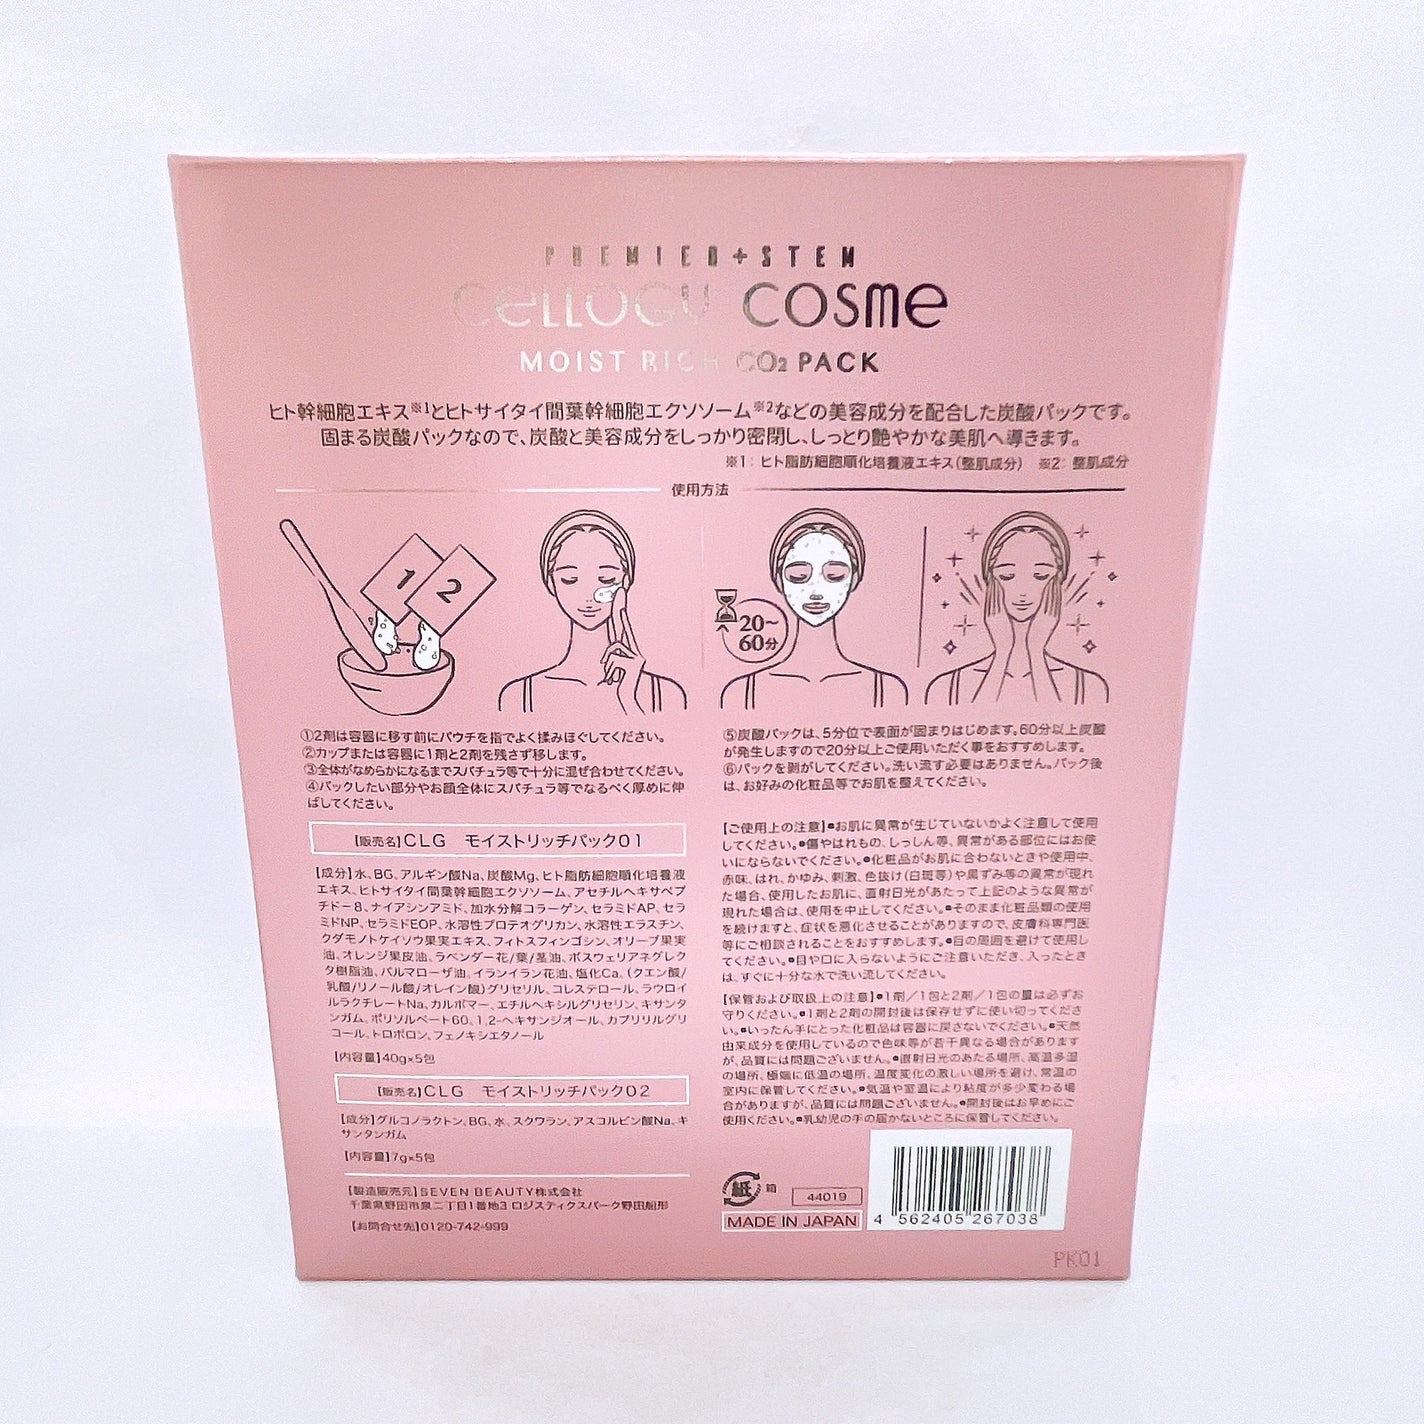 PREMIER+STEM
CELLOGU COSME
MOIST RICH CO₂ PACK
ヒト幹細胞エキス※1とヒトサイタイ間葉幹細胞エクソソーム※2などの美容成分を配合した炭酸パックです。
固まる炭酸パックなので、炭酸と美容成分をしっかり密閉し、しっとり艶やかな美肌へ導きます。
※1：ヒト脂肪細胞順化培養液エキス（整肌成分） ※2：整肌成分
使用方法
1 2
20〜
60分
①2剤は容器に移す前にパウチを指でよく揉みほぐしてください。
②カップまたは容器に1剤と2剤を残さず移します。
③全体がなめらかになるまでスパチュラ等で十分に混ぜ合わせてください。
④パックしたい部分やお顔全体にスパチュラ等でなるべく厚めに伸
ばしてください。
⑤炭酸パックは、5分位で表面が固まりはじめます。60分以上炭酸
が発生しますので20分以上ご使用いただく事をおすすめします。
⑥パックを剥がしてください。洗い流す必要はありません。パック後
は、お好みの化粧品等でお肌を整えてください。
【販売名】CLG モイストリッチパック01
【成分】水、BG、アルギン酸Na、炭酸Mg、ヒト脂肪細胞順化培養液
エキス、ヒトサイタイ間葉幹細胞エクソソーム、アセチルヘキサペプ
チド－8、ナイアシンアミド、加水分解コラーゲン、セラミドAP、セラ
ミドNP、セラミドEOP、水溶性プロテオグリカン、水溶性エラスチン、
クダモノトケイソウ果実エキス、フィトスフィンゴシン、オリーブ果実
油、オレンジ果皮油、ラベンダー花/葉/茎油、ボスウェリアネグレク
タ樹脂油、パルマローザ油、イランイラン花油、塩化Ca、（クエン酸/
乳酸/リノール酸/オレイン酸）グリセリル、コレステロール、ラウロイ
ルラクチレートNa、カルボマー、エチルヘキシルグリセリン、キサンタ
ンガム、ポリソルベート60、1,2-ヘキサンジオール、カプリリルグリ
コール、トロポロン、フェノキシエタノール
【内容量】40g×5包
【販売名】CLG モイストリッチパック02
【成分】グルコノラクトン、BG、水、スクワラン、アスコルビン酸Na、キ
サンタンガム
【内容量】7g×5包
【製造販売元】SEVEN BEAUTY株式会社
千葉県野田市泉二丁目1番地3 ロジスティクスパーク野田船形
【お問合せ先】0120-742-999
【ご使用上の注意】●お肌に異常が生じていないかよく注意して使用
してください。●傷やはれもの、しっしん等、異常がある部位にはお使
いにならないでください。●化粧品がお肌に合わないときや使用中、
赤味、はれ、かゆみ、刺激、色抜け（白斑等）や黒ずみ等の異常が現れ
た場合、使用したお肌に、直射日光があたって上記のような異常が
現れた場合は、使用を中止してください。●そのまま化粧品類の使用
を続けますと、症状を悪化させることがありますので、皮膚科専門医
等にご相談されることをおすすめします。●目の周囲を避けて使用し
てください。●目や口に入らないようにご注意いただき、入ったとき
は、すぐに十分な水で洗い流してください。
【保管および取扱上の注意】●1剤／1包と2剤／1包の量は必ずお
守りください。●1剤と2剤の開封後は保存せずに使い切ってくださ
い。●いったん手にとった化粧品は容器に戻さないでください。●天然
由来成分を使用しているので色味等が若干異なる場合があります
が、品質には問題ございません。●直射日光のあたる場所、高温多湿
の場所、極端に低温の場所、温度変化の激しい場所を避け、常温の
室内に保管してください。●気温や室温により粘度が多少変わる場
合がありますが、品質には問題ございません。●開封後はお早めにご
使用ください。●乳幼児の手の届かないところに保管してください。
紙 箱
44019
MADE IN JAPAN
4 562405 267038
PK01